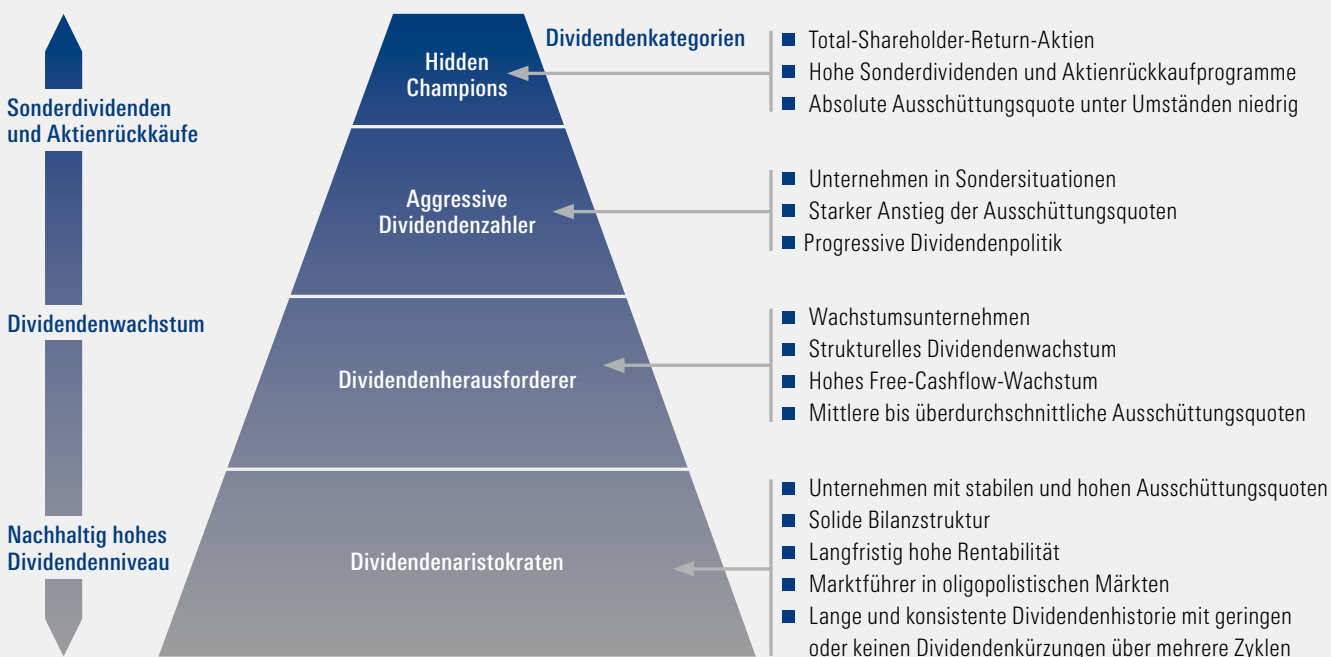 Sonderdividenden
und Aktienrückkäufe
Dividendenwachstum
Nachhaltig hohes
Dividendenniveau
Dividendenkategorien
Hidden
Champions
■ Total-Shareholder-Return-Aktien
■ Hohe Sonderdividenden und Aktienrückkaufprogramme
■ Absolute Ausschüttungsquote unter Umständen niedrig
Aggressive
Dividendenzahler
■ Unternehmen in Sondersituationen
■ Starker Anstieg der Ausschüttungsquoten
■ Progressive Dividendenpolitik
Dividendenherausforderer
■ Wachstumsunternehmen
■ Strukturelles Dividendenwachstum
■ Hohes Free-Cashflow-Wachstum
■ Mittlere bis überdurchschnittliche Ausschüttungsquoten
Dividendenaristokraten
■ Unternehmen mit stabilen und hohen Ausschüttungsquoten
■ Solide Bilanzstruktur
■ Langfristig hohe Rentabilität
■ Marktführer in oligopolistischen Märkten
■ Lange und konsistente Dividendenhistorie mit geringen
oder keinen Dividendenkürzungen über mehrere Zyklen